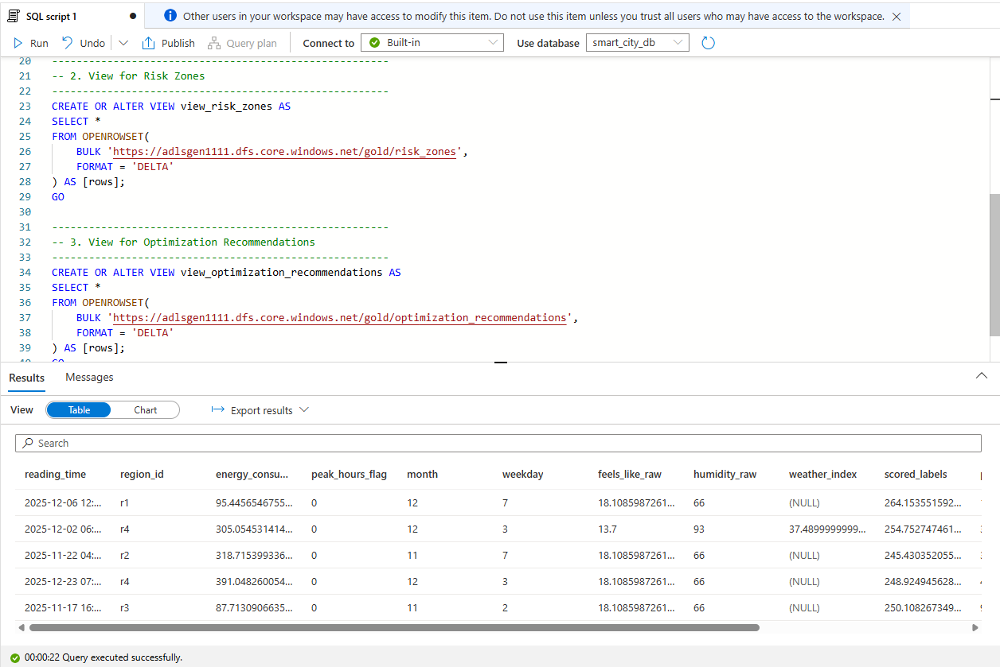 SQL script 1
Other users in your workspace may have access to modify this item. Do not use this item unless you trust all users who may have access to the workspace.
Run Undo Publish Query plan Connect to Built-in Use database smart_city_db
20 -------------------------------------------------------
21 -- 2. View for Risk Zones
22 -------------------------------------------------------
23 CREATE OR ALTER VIEW view_risk_zones AS
24 SELECT *
25 FROM OPENROWSET(
26 BULK 'https://adlsgen1111.dfs.core.windows.net/gold/risk_zones',
27 FORMAT = 'DELTA'
28 ) AS [rows];
29 GO
30
31 -------------------------------------------------------
32 -- 3. View for Optimization Recommendations
33 -------------------------------------------------------
34 CREATE OR ALTER VIEW view_optimization_recommendations AS
35 SELECT *
36 FROM OPENROWSET(
37 BULK 'https://adlsgen1111.dfs.core.windows.net/gold/optimization_recommendations',
38 FORMAT = 'DELTA'
39 ) AS [rows];
Results Messages
View Table Chart Export results
Search
reading_time region_id energy_consu... peak_hours_flag month weekday feels_like_raw humidity_raw weather_index scored_labels
2025-12-06 12:... r1 95.4456546755... 0 12 7 18.1085987261... 66 (NULL) 264.153551592...
2025-12-02 06:... r4 305.054531414... 0 12 3 13.7 93 37.4899999999... 254.752747461...
2025-11-22 04:... r2 318.715399336... 0 11 7 18.1085987261... 66 (NULL) 245.430352055...
2025-12-23 07:... r4 391.048260054... 0 12 3 18.1085987261... 66 (NULL) 248.924945628...
2025-11-17 16:... r3 87.7130906635... 0 11 2 18.1085987261... 66 (NULL) 250.108267349...
00:00:22 Query executed successfully.